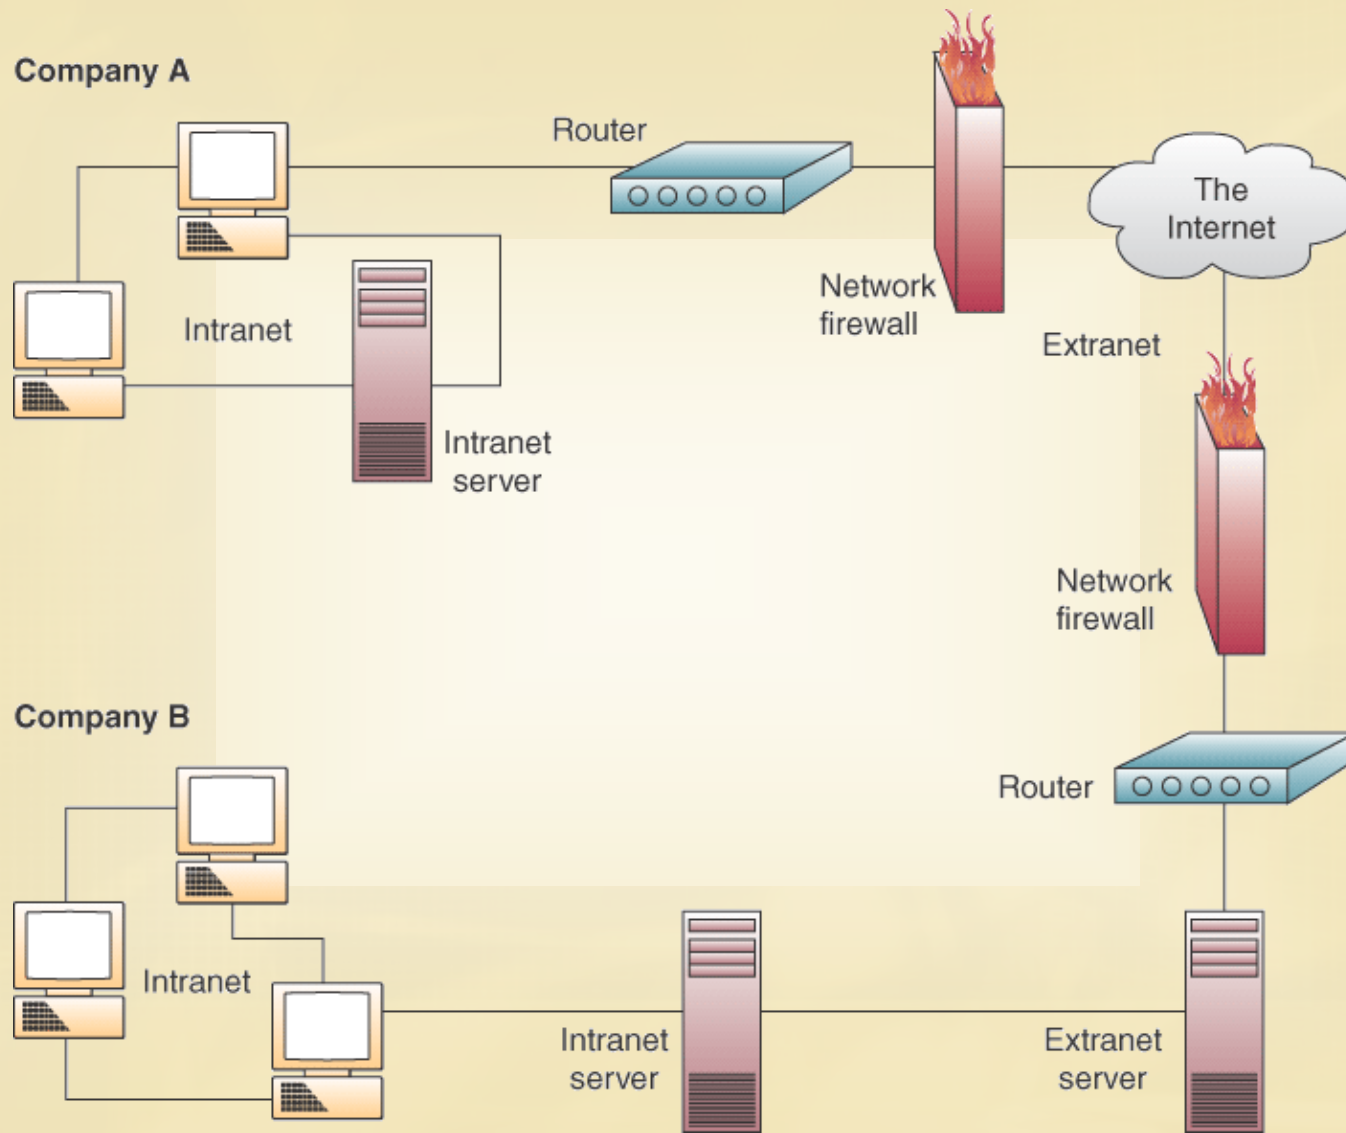 Company A
Router
The
Internet
Network
firewall
Intranet
Extranet
Intranet
server
Network
firewall
Company B
Router
Intranet
Intranet
server
Extranet
server